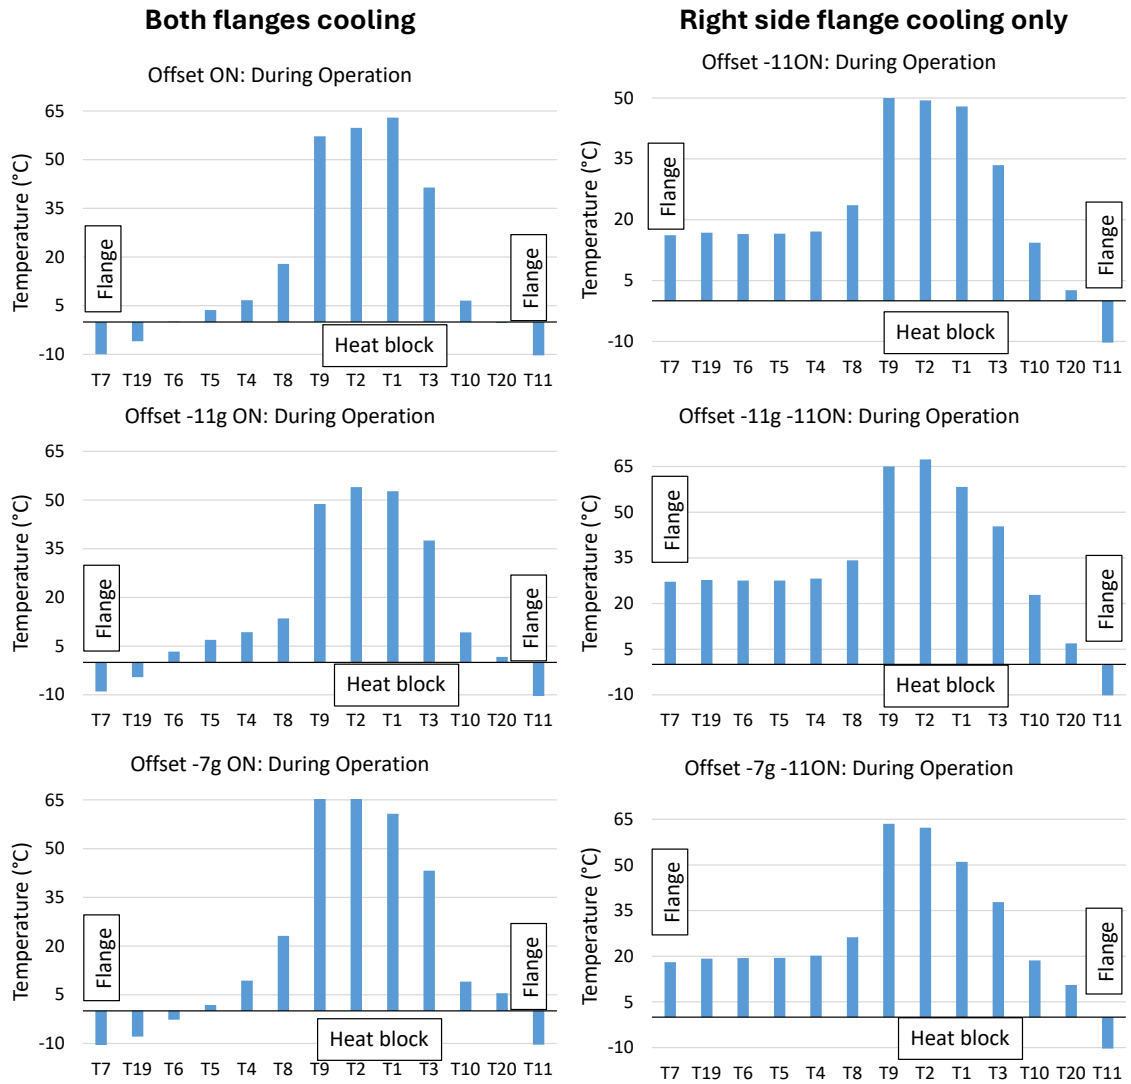 Both flanges cooling
Offset ON: During Operation
Temperature (°C)
65
50
35
20
5
-10
Flange
Flange
Heat block
T7 T19 T6 T5 T4 T8 T9 T2 T1 T3 T10 T20 T11
Offset -11g ON: During Operation
Temperature (°C)
65
50
35
20
5
-10
Flange
Flange
Heat block
T7 T19 T6 T5 T4 T8 T9 T2 T1 T3 T10 T20 T11
Offset -7g ON: During Operation
Temperature (°C)
65
50
35
20
5
-10
Flange
Flange
Heat block
T7 T19 T6 T5 T4 T8 T9 T2 T1 T3 T10 T20 T11
Right side flange cooling only
Offset -11ON: During Operation
Temperature (°C)
50
35
20
5
-10
Flange
Flange
Heat block
T7 T19 T6 T5 T4 T8 T9 T2 T1 T3 T10 T20 T11
Offset -11g -11ON: During Operation
Temperature (°C)
65
50
35
20
5
-10
Flange
Flange
Heat block
T7 T19 T6 T5 T4 T8 T9 T2 T1 T3 T10 T20 T11
Offset -7g -11ON: During Operation
Temperature (°C)
65
50
35
20
5
-10
Flange
Flange
Heat block
T7 T19 T6 T5 T4 T8 T9 T2 T1 T3 T10 T20 T11